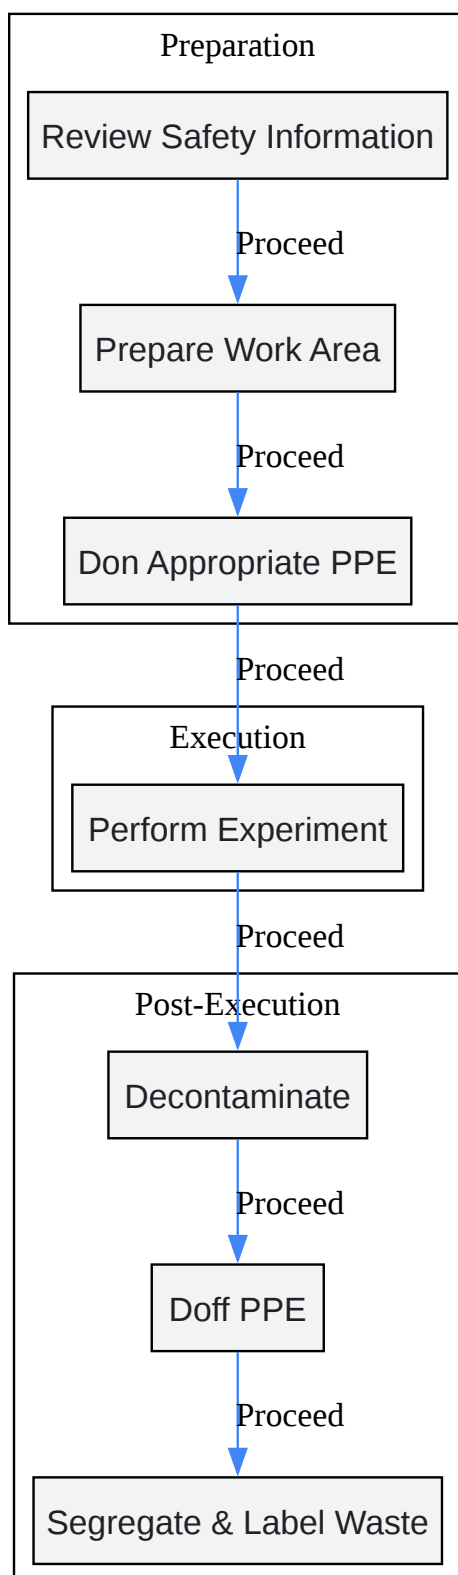 Preparation
Review Safety Information
Proceed
Prepare Work Area
Proceed
Don Appropriate PPE
Proceed
Execution
Perform Experiment
Proceed
Post-Execution
Decontaminate
Proceed
Doff PPE
Proceed
Segregate & Label Waste